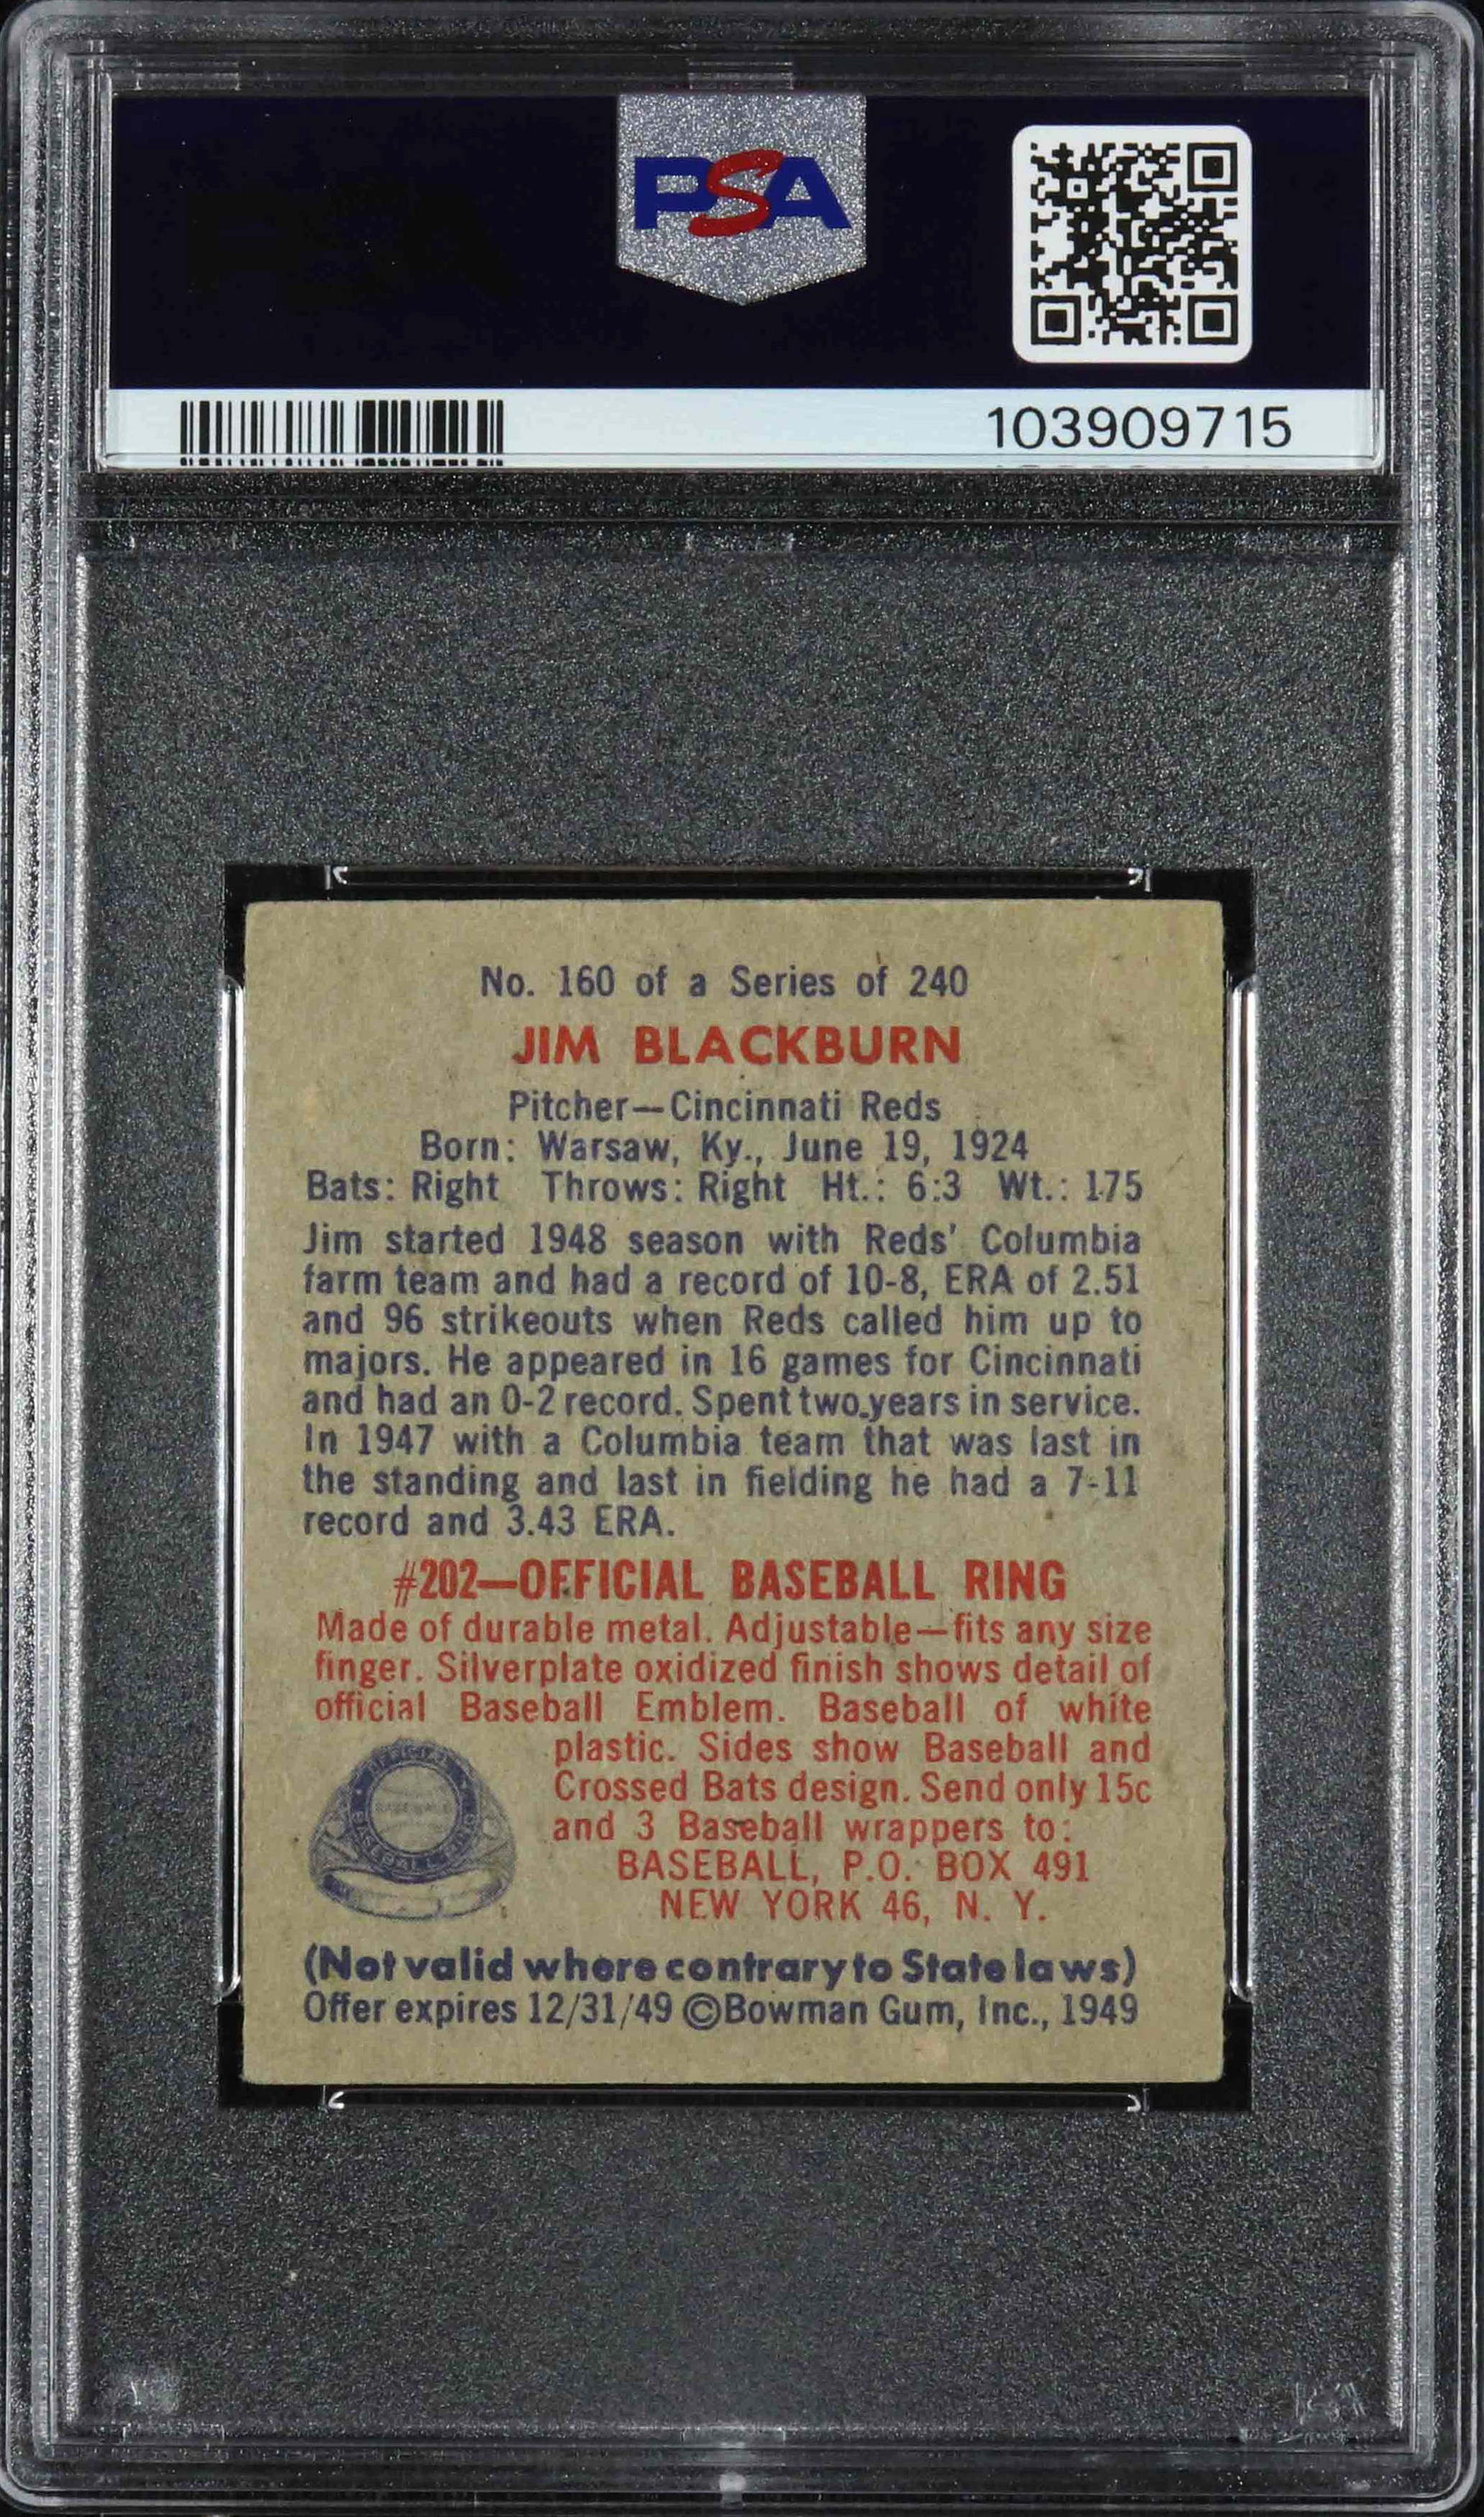 PSA
103909715
No. 160 of a Series of 240
JIM BLACKBURN
Pitcher—Cincinnati Reds
Born: Warsaw, Ky., June 19, 1924
Bats: Right Throws: Right Ht.: 6:3 Wt.: 175
Jim started 1948 season with Reds' Columbia
farm team and had a record of 10-8, ERA of 2.51
and 96 strikeouts when Reds called him up to
majors. He appeared in 16 games for Cincinnati
and had an 0-2 record. Spent two years in service.
In 1947 with a Columbia team that was last in
the standing and last in fielding he had a 7-11
record and 3.43 ERA.
#202—OFFICIAL BASEBALL RING
Made of durable metal. Adjustable—fits any size
finger. Silverplate oxidized finish shows detail of
official Baseball Emblem. Baseball of white
plastic. Sides show Baseball and
Crossed Bats design. Send only 15c
and 3 Baseball wrappers to:
BASEBALL, P.O. BOX 491
NEW YORK 46, N. Y.
(Not valid where contrary to State laws)
Offer expires 12/31/49 ©Bowman Gum, Inc., 1949